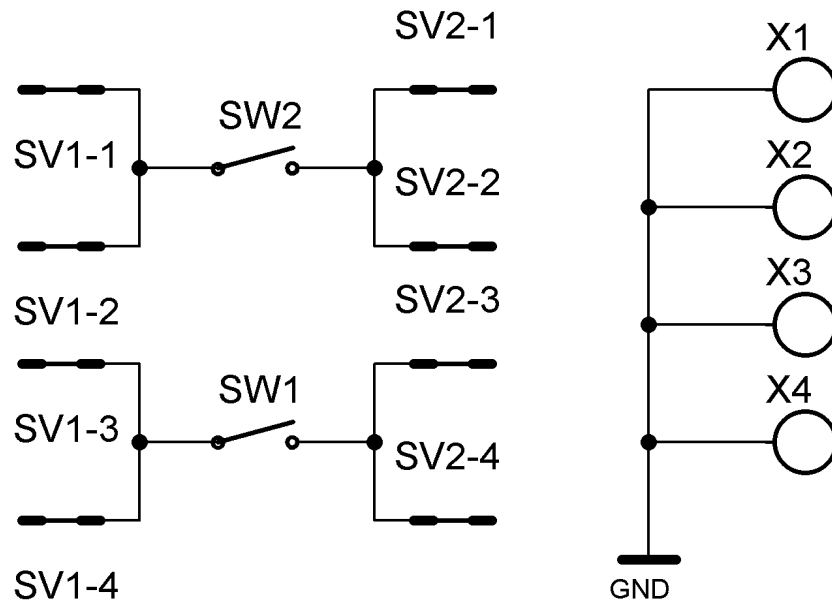 SV2-1
X1
SW2
SV1-1
SV2-2
X2
SV1-2
SV2-3
X3
SW1
X4
SV1-3
SV2-4
SV1-4
GND